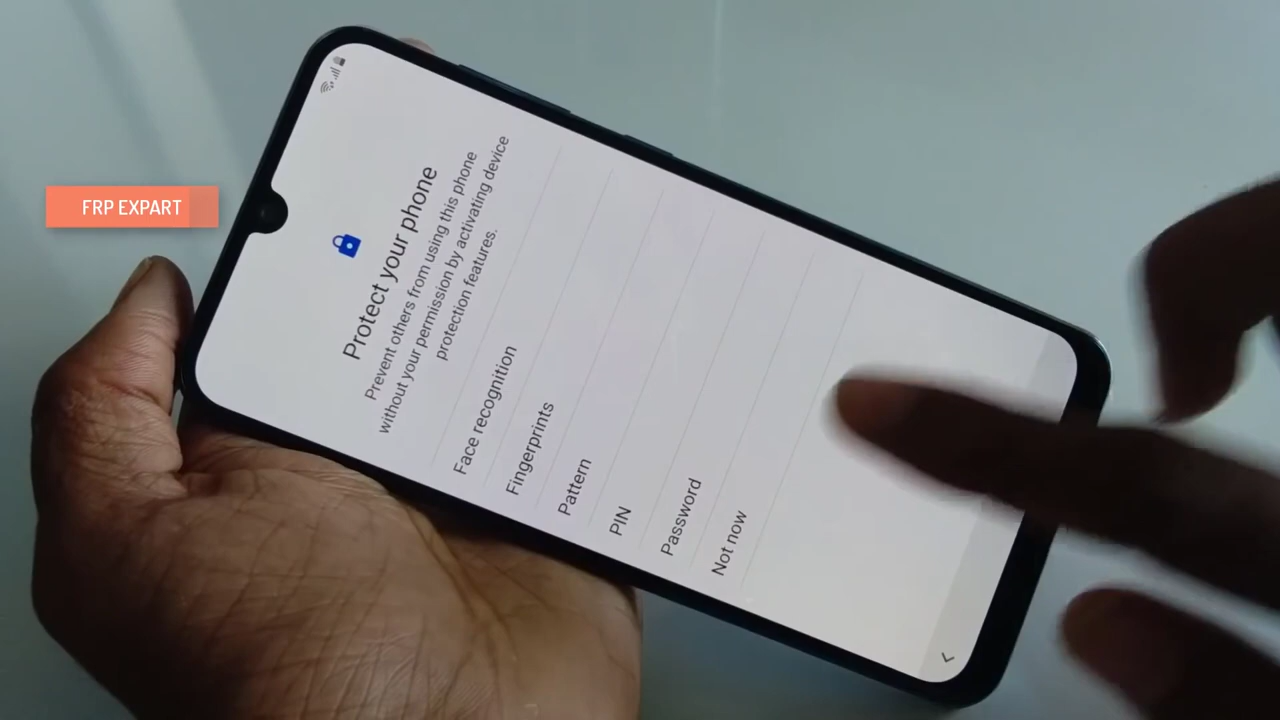 FRP EXPART
Protect your phone
Prevent others from using this phone
without your permission by activating device
protection features.
Face recognition
Fingerprints
Pattern
PIN
Password
Not now